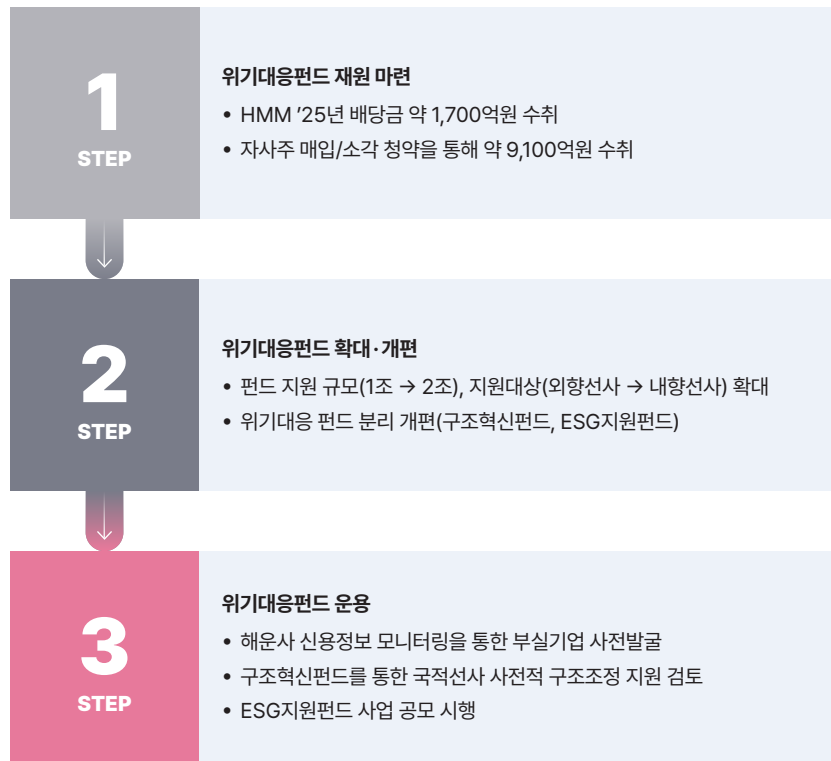 1
STEP
위기대응펀드 재원 마련
• HMM ’25년 배당금 약 1,700억원 수취
• 자사주 매입/소각 청약을 통해 약 9,100억원 수취
2
STEP
위기대응펀드 확대·개편
• 펀드 지원 규모(1조 → 2조), 지원대상(외항선사 → 내항선사) 확대
• 위기대응 펀드 분리 개편(구조혁신펀드, ESG지원펀드)
3
STEP
위기대응펀드 운용
• 해운사 신용정보 모니터링을 통한 부실기업 사전발굴
• 구조혁신펀드를 통한 국적선사 사전적 구조조정 지원 검토
• ESG지원펀드 사업 공모 시행